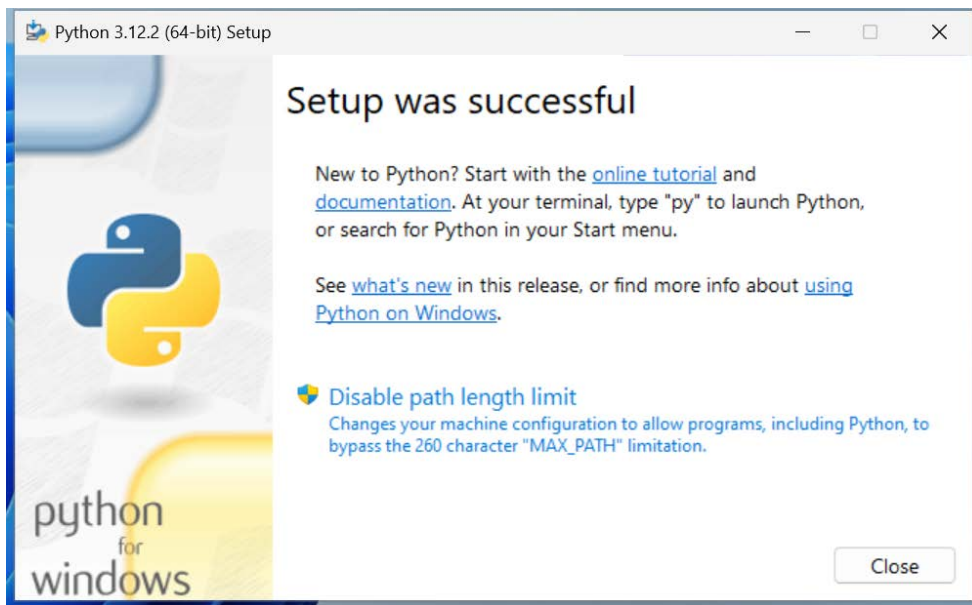 Python 3.12.2 (64-bit) Setup
Setup was successful
New to Python? Start with the online tutorial and
documentation. At your terminal, type "py" to launch Python,
or search for Python in your Start menu.
See what's new in this release, or find more info about using
Python on Windows.
Disable path length limit
Changes your machine configuration to allow programs, including Python, to
bypass the 260 character "MAX_PATH" limitation.
python
for
windows
Close